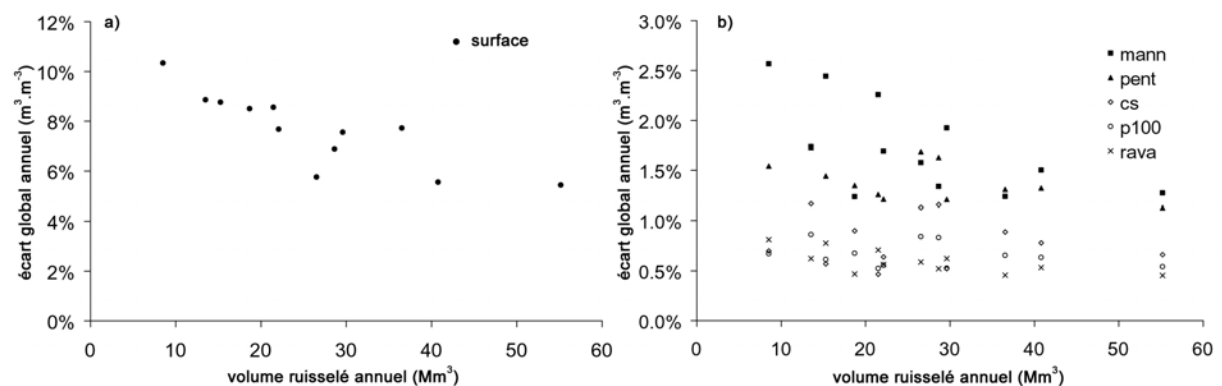 a)
surface
écart global annuel (m³.m⁻³)
12%
10%
8%
6%
4%
2%
0%
0 10 20 30 40 50 60
volume ruisselé annuel (Mm³)
b)
mann
pent
cs
p100
rava
écart global annuel (m³.m⁻³)
3.0%
2.5%
2.0%
1.5%
1.0%
0.5%
0.0%
0 10 20 30 40 50 60
volume ruisselé annuel (Mm³)